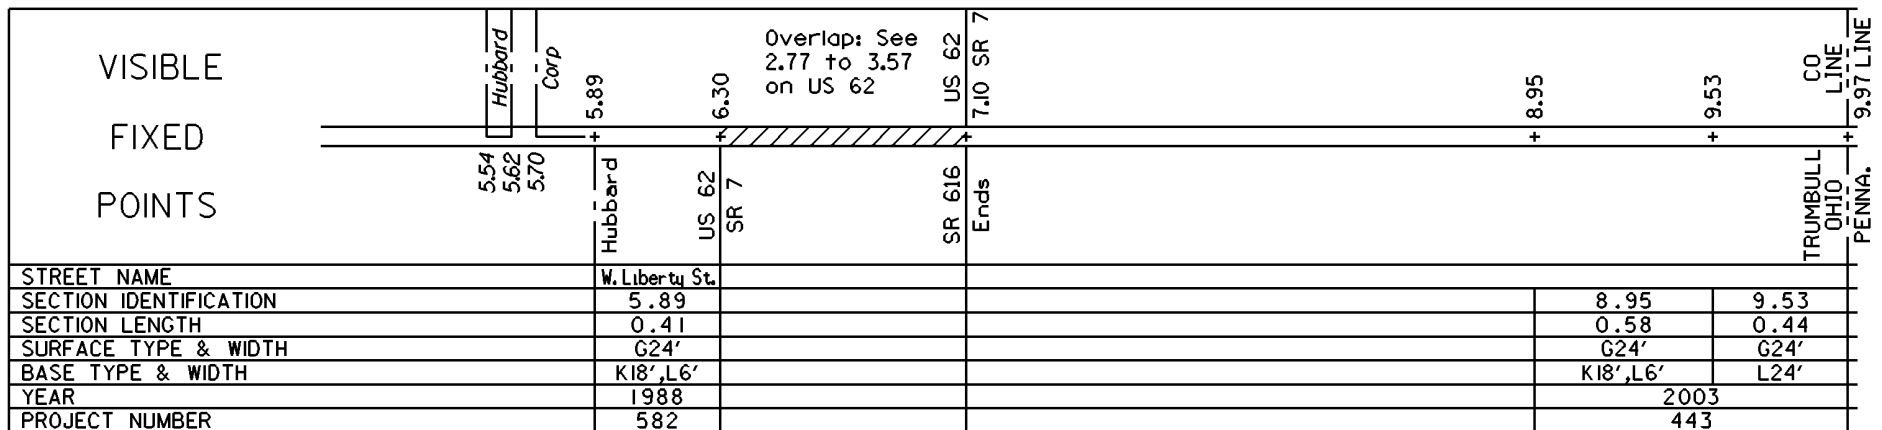 VISIBLE
FIXED
POINTS
Hubbard
Corp
5.89
6.30
Overlap: See
2.77 to 3.57
on US 62
US 62
7.10 SR 7
8.95
9.53
CO
LINE
9.97 LINE
5.54
5.62
5.70
Hubbard
US 62
SR 7
SR 616
Ends
TRUMBULL
OHIO
PENNA.
STREET NAME W. Liberty St.
SECTION IDENTIFICATION 5.89 8.95 9.53
SECTION LENGTH 0.41 0.58 0.44
SURFACE TYPE & WIDTH G24' G24' G24'
BASE TYPE & WIDTH K18',L6' K18',L6' L24'
YEAR 1988 2003
PROJECT NUMBER 582 443